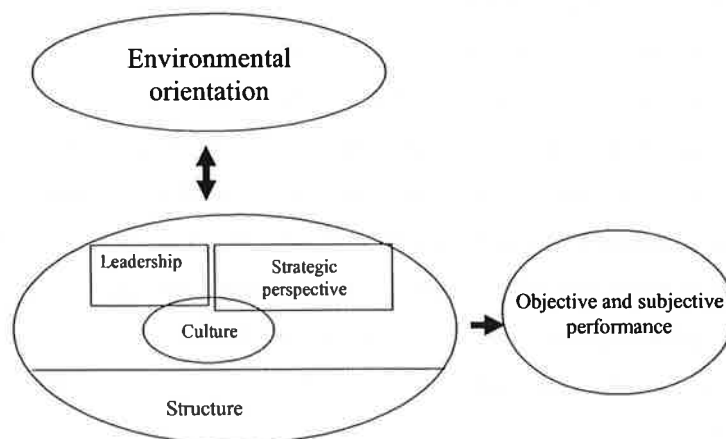 Environmental
orientation
Leadership
Strategic
perspective
Culture
Structure
Objective and subjective
performance